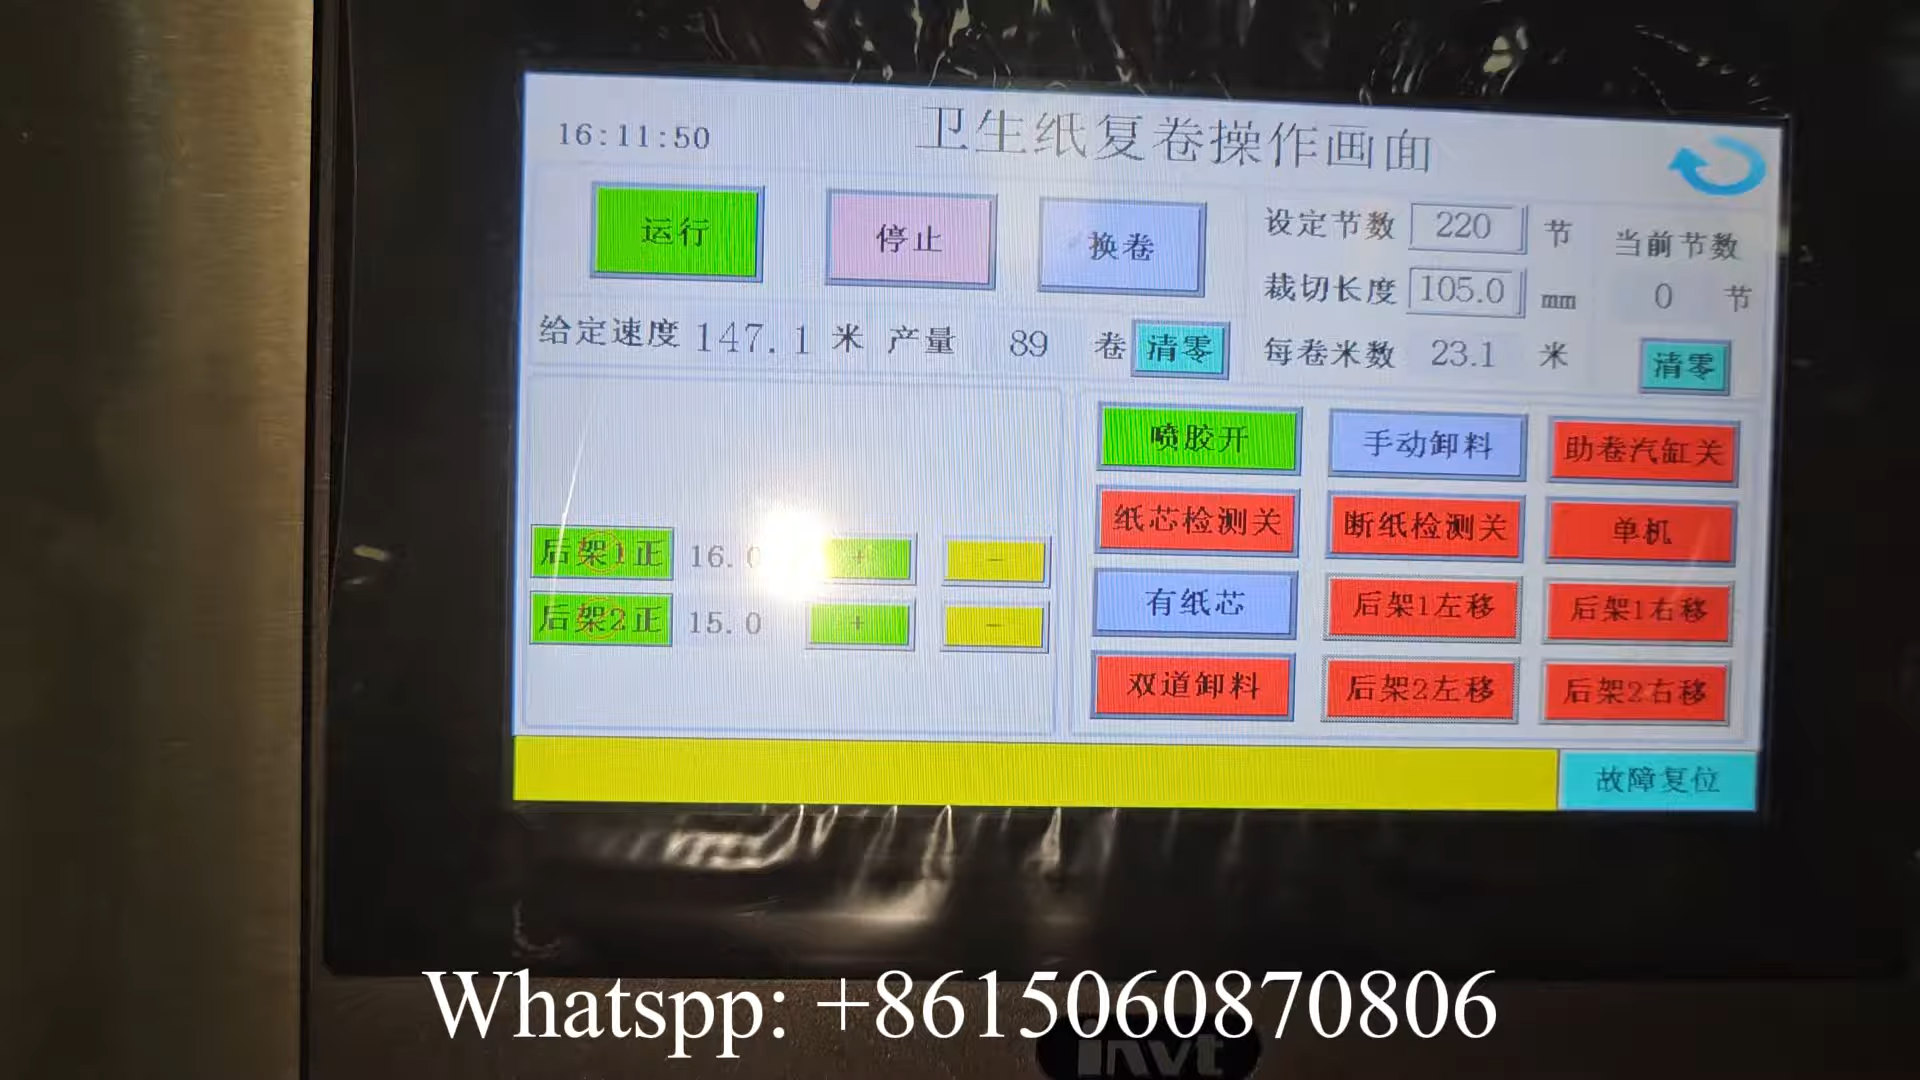 16:11:50
卫生纸复卷操作画面
运行
停止
换卷
设定节数 220 节
当前节数
裁切长度 105.0 mm
0 节
给定速度 147.1 米 产量 89 卷 清零
每卷米数 23.1 米
清零
喷胶开
手动卸料
助卷汽缸关
纸芯检测关
断纸检测关
单机
后架1正 16.0 + -
有纸芯
后架1左移
后架1右移
后架2正 15.0 + -
双道卸料
后架2左移
后架2右移
故障复位
Whatspp: +8615060870806
invt